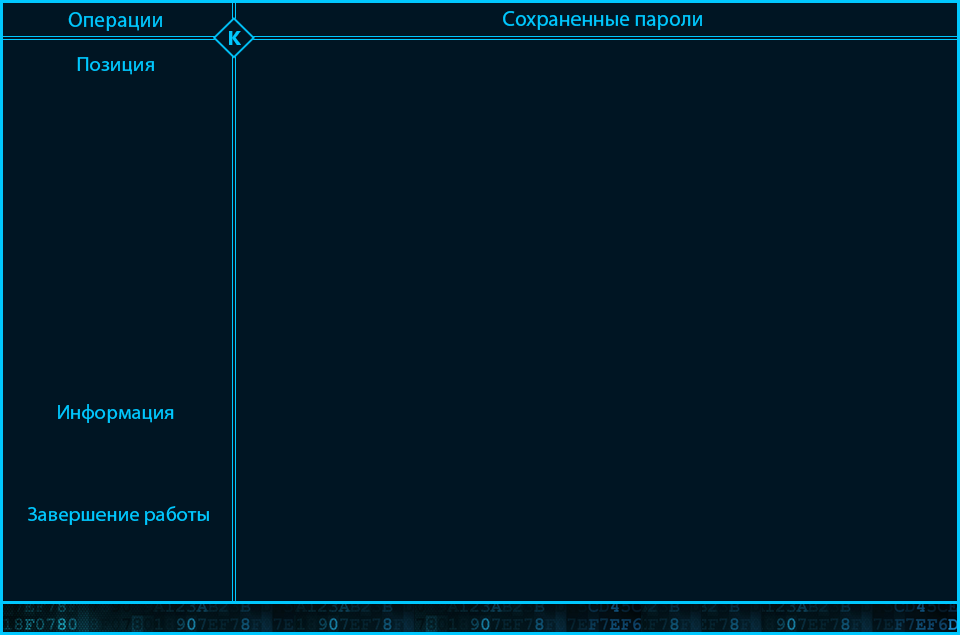 Операции
Сохраненные пароли
K
Позиция
Информация
Завершение работы